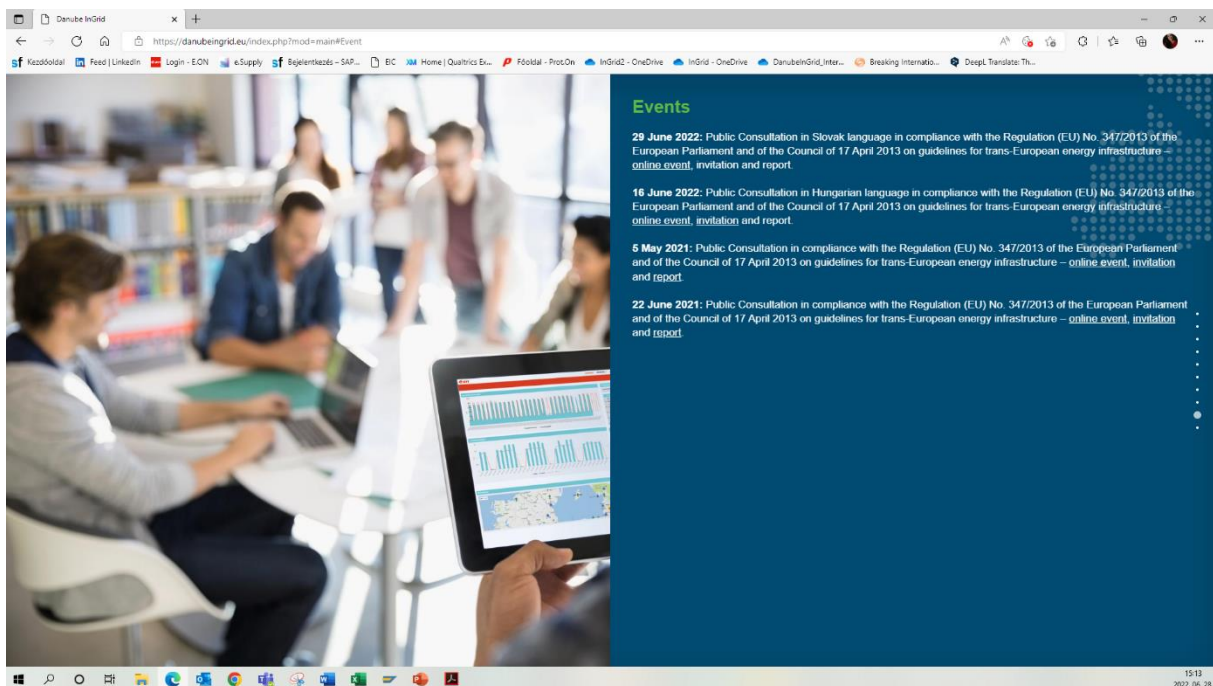 Danube InGrid
https://danubeingrid.eu/index.php?mod=main#Event
Kezdőoldal
Feed | LinkedIn
Login - E.ON
e.Supply
Bejelentkezés – SAP...
EIC
Home | Qualtrics Ex...
Főoldal - Prot.On
InGrid2 - OneDrive
InGrid - OneDrive
DanubeInGrid_Inter...
Breaking Internatio...
DeepL Translate: Th...
Events
29 June 2022: Public Consultation in Slovak language in compliance with the Regulation (EU) No. 347/2013 of the
European Parliament and of the Council of 17 April 2013 on guidelines for trans-European energy infrastructure –
online event, invitation and report.
16 June 2022: Public Consultation in Hungarian language in compliance with the Regulation (EU) No. 347/2013 of the
European Parliament and of the Council of 17 April 2013 on guidelines for trans-European energy infrastructure –
online event, invitation and report.
5 May 2021: Public Consultation in compliance with the Regulation (EU) No. 347/2013 of the European Parliament
and of the Council of 17 April 2013 on guidelines for trans-European energy infrastructure – online event, invitation
and report.
22 June 2021: Public Consultation in compliance with the Regulation (EU) No. 347/2013 of the European Parliament
and of the Council of 17 April 2013 on guidelines for trans-European energy infrastructure – online event, invitation
and report.
15:13
2022. 06. 28.